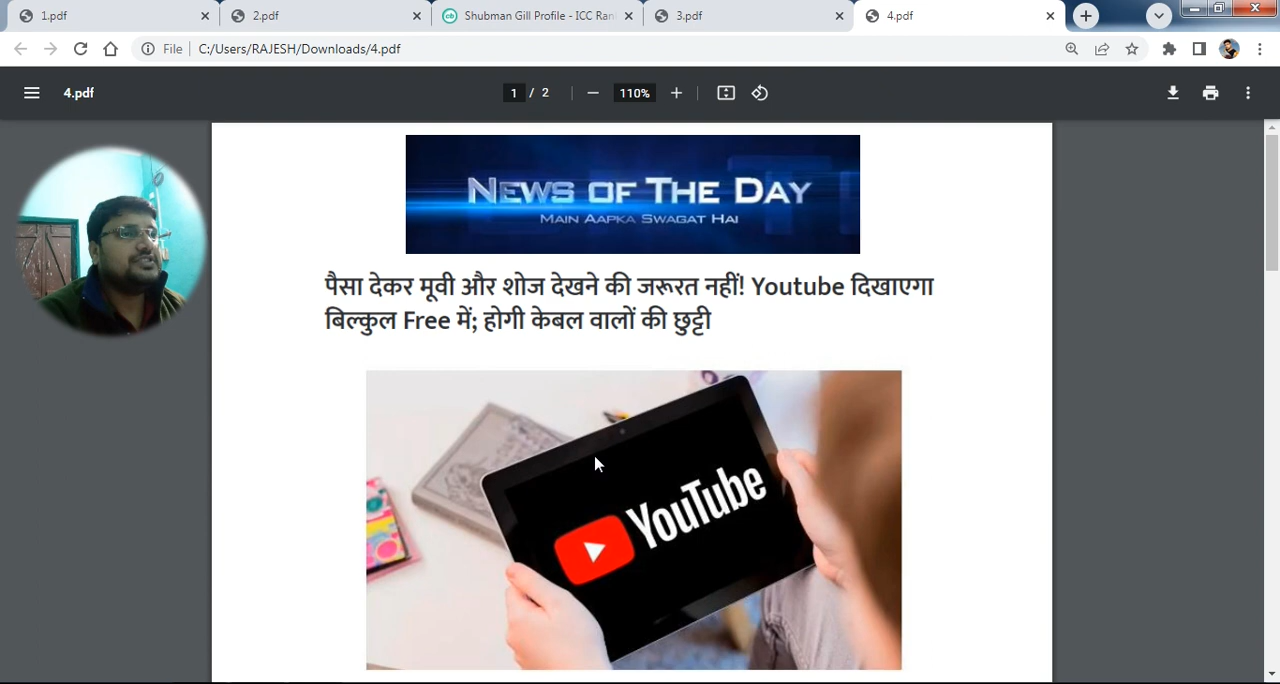 1.pdf
2.pdf
Shubman Gill Profile - ICC Ran
3.pdf
4.pdf
File
C:/Users/RAJESH/Downloads/4.pdf
4.pdf
1 / 2
110%
NEWS OF THE DAY
MAIN AAPKA SWAGAT HAI
पैसा देकर मूवी और शोज देखने की जरूरत नहीं! Youtube दिखाएगा
बिल्कुल Free में; होगी केबल वालों की छुट्टी
YouTube